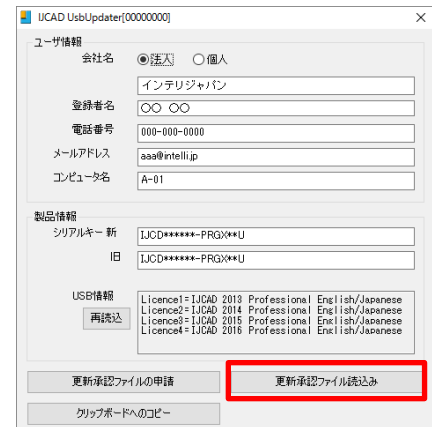 IJCAD UsbUpdater[00000000]
ユーザ情報
会社名 法人 個人
インテリジャパン
登録者名 ○○ ○○
電話番号 000-000-0000
メールアドレス aaa@intelli.jp
コンピュータ名 A-01
製品情報
シリアルキー 新 IJCD******-PRGX**U
旧 IJCD******-PRGX**U
USB情報
再読込
Licence1=IJCAD 2013 Professional English/Japanese
Licence2=IJCAD 2014 Professional English/Japanese
Licence3=IJCAD 2015 Professional English/Japanese
Licence4=IJCAD 2016 Professional English/Japanese
更新承認ファイルの申請 更新承認ファイル読込み
クリップボードへのコピー